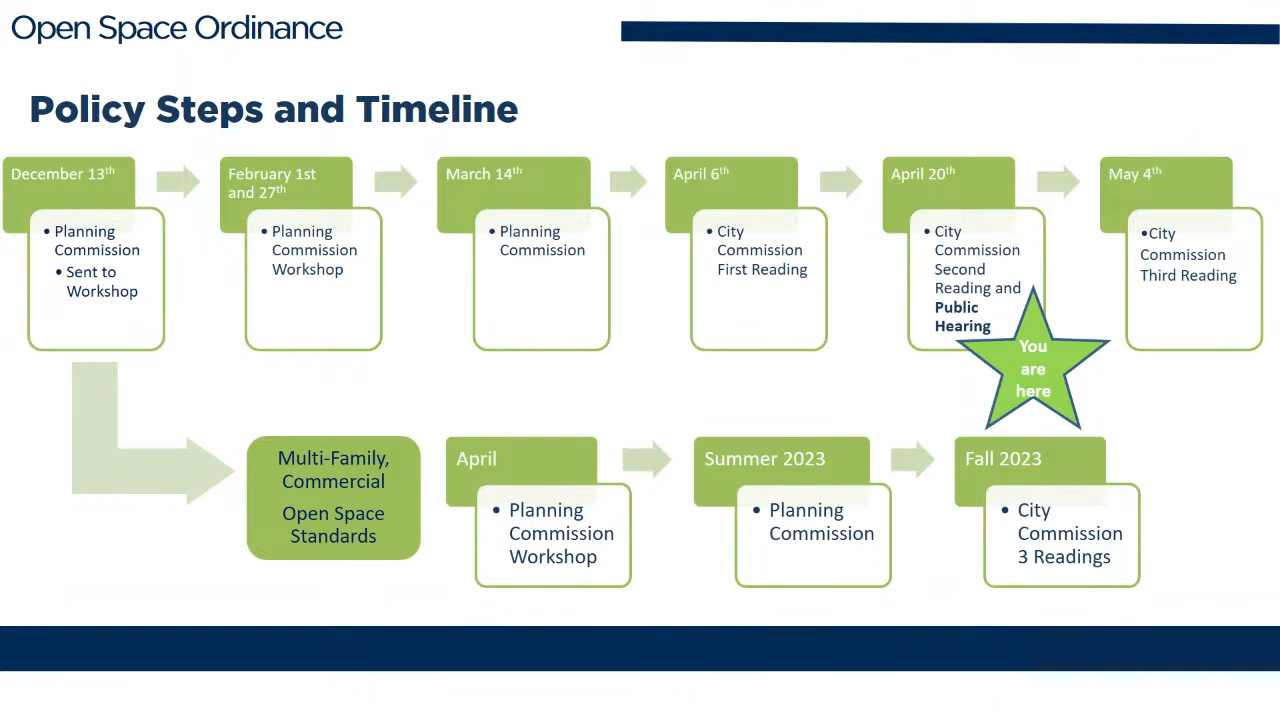 Open Space Ordinance
Policy Steps and Timeline
December 13th
• Planning
Commission
• Sent to
Workshop
February 1st
and 27th
• Planning
Commission
Workshop
March 14th
• Planning
Commission
April 6th
• City
Commission
First Reading
April 20th
• City
Commission
Second
Reading and
Public
Hearing
May 4th
•City
Commission
Third Reading
You
are
here
Multi-Family,
Commercial
Open Space
Standards
April
• Planning
Commission
Workshop
Summer 2023
• Planning
Commission
Fall 2023
• City
Commission
3 Readings